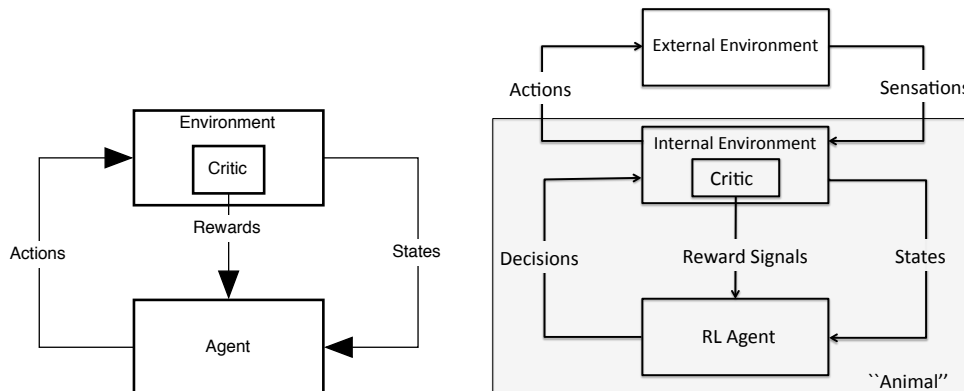 Environment
Critic
Rewards
Actions
States
Agent
External Environment
Actions
Sensations
Internal Environment
Critic
Decisions
Reward Signals
States
RL Agent
``Animal''